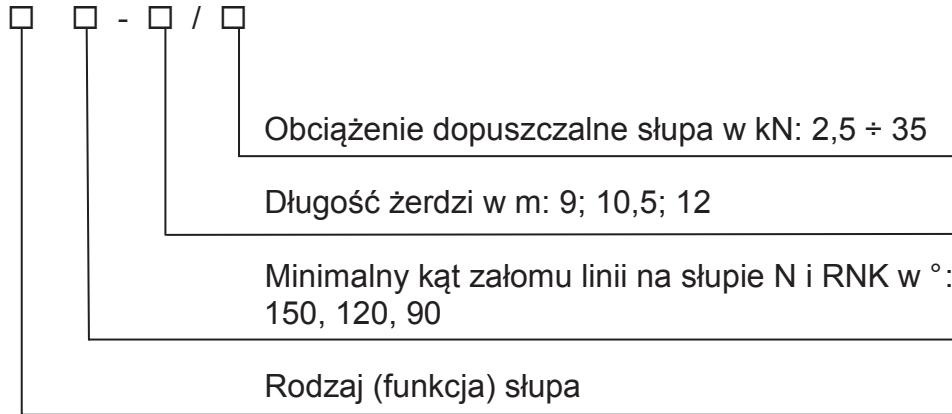 □ □ - □ / □
Obciążenie dopuszczalne słupa w kN: 2,5 ÷ 35
Długość żerdzi w m: 9; 10,5; 12
Minimalny kąt załomu linii na słupie N i RNK w °:
150, 120, 90
Rodzaj (funkcja) słupa